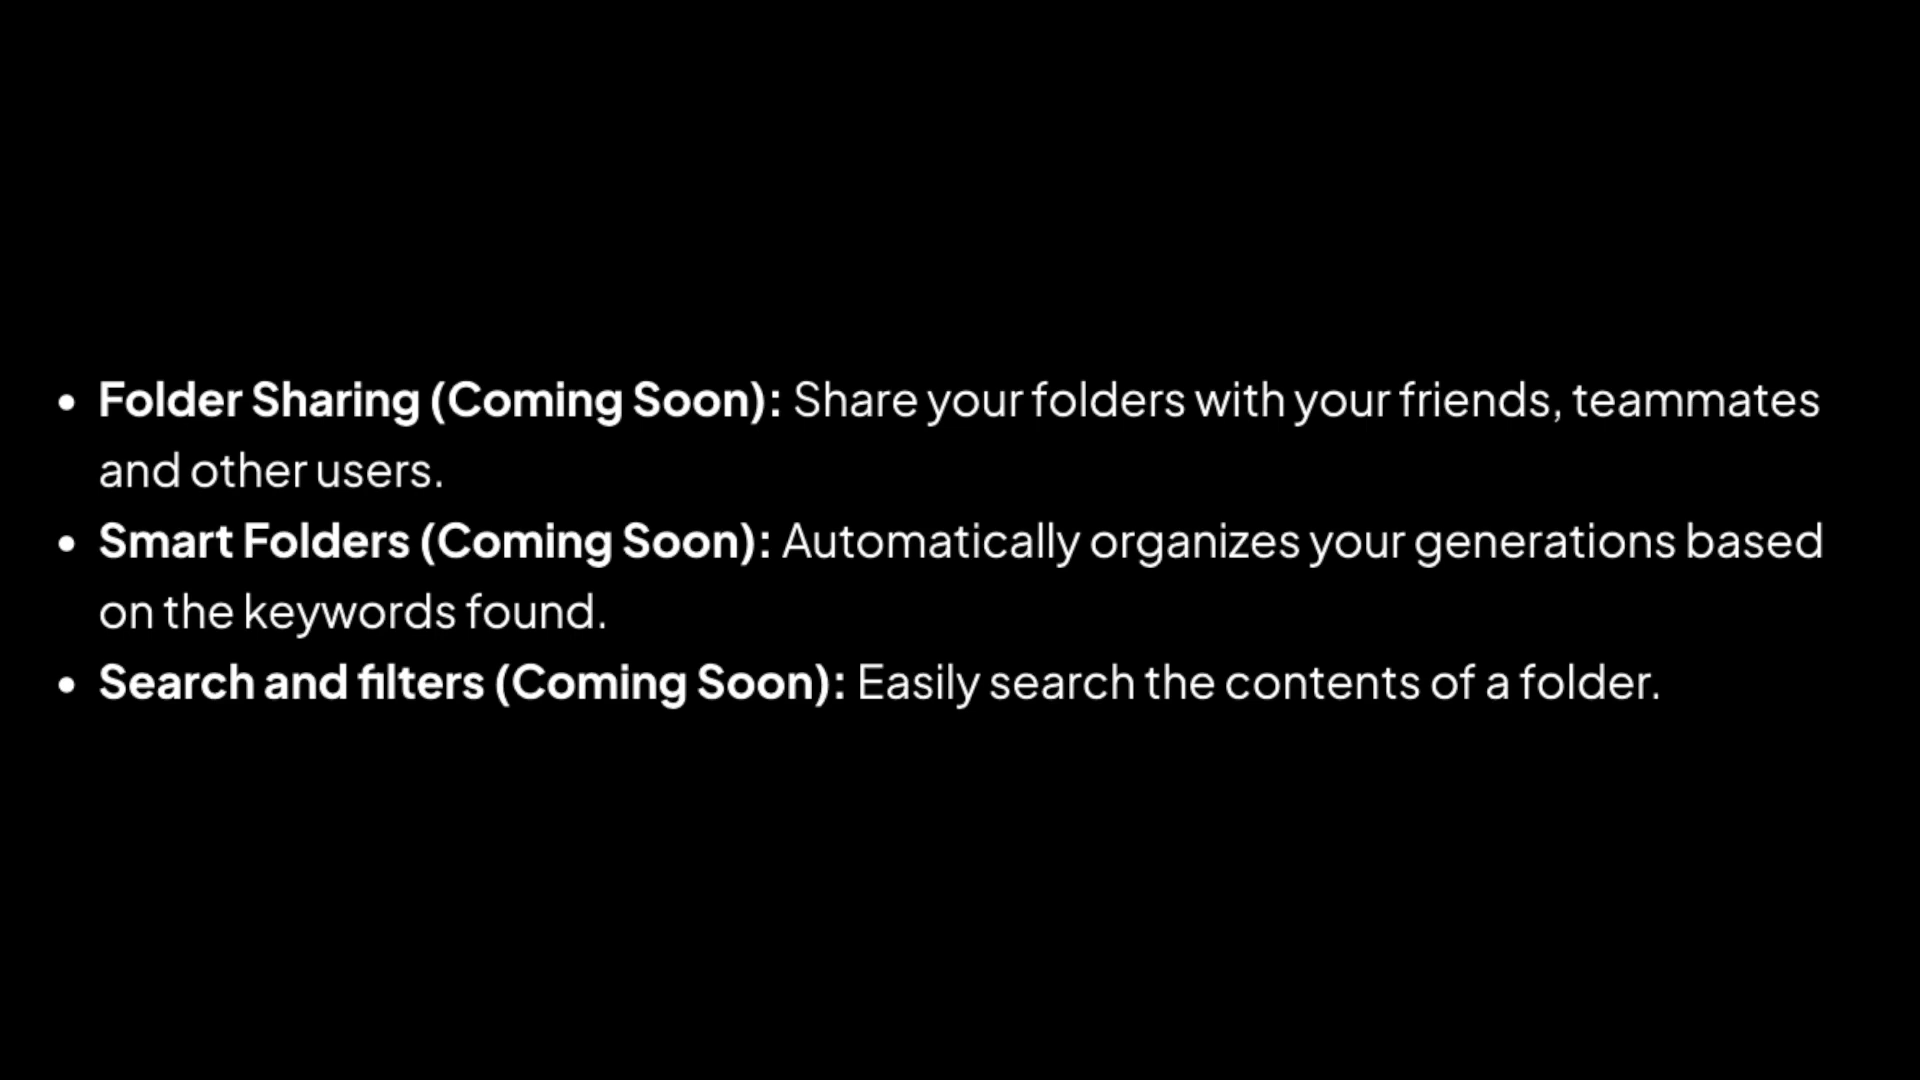 • Folder Sharing (Coming Soon): Share your folders with your friends, teammates
and other users.
• Smart Folders (Coming Soon): Automatically organizes your generations based
on the keywords found.
• Search and filters (Coming Soon): Easily search the contents of a folder.